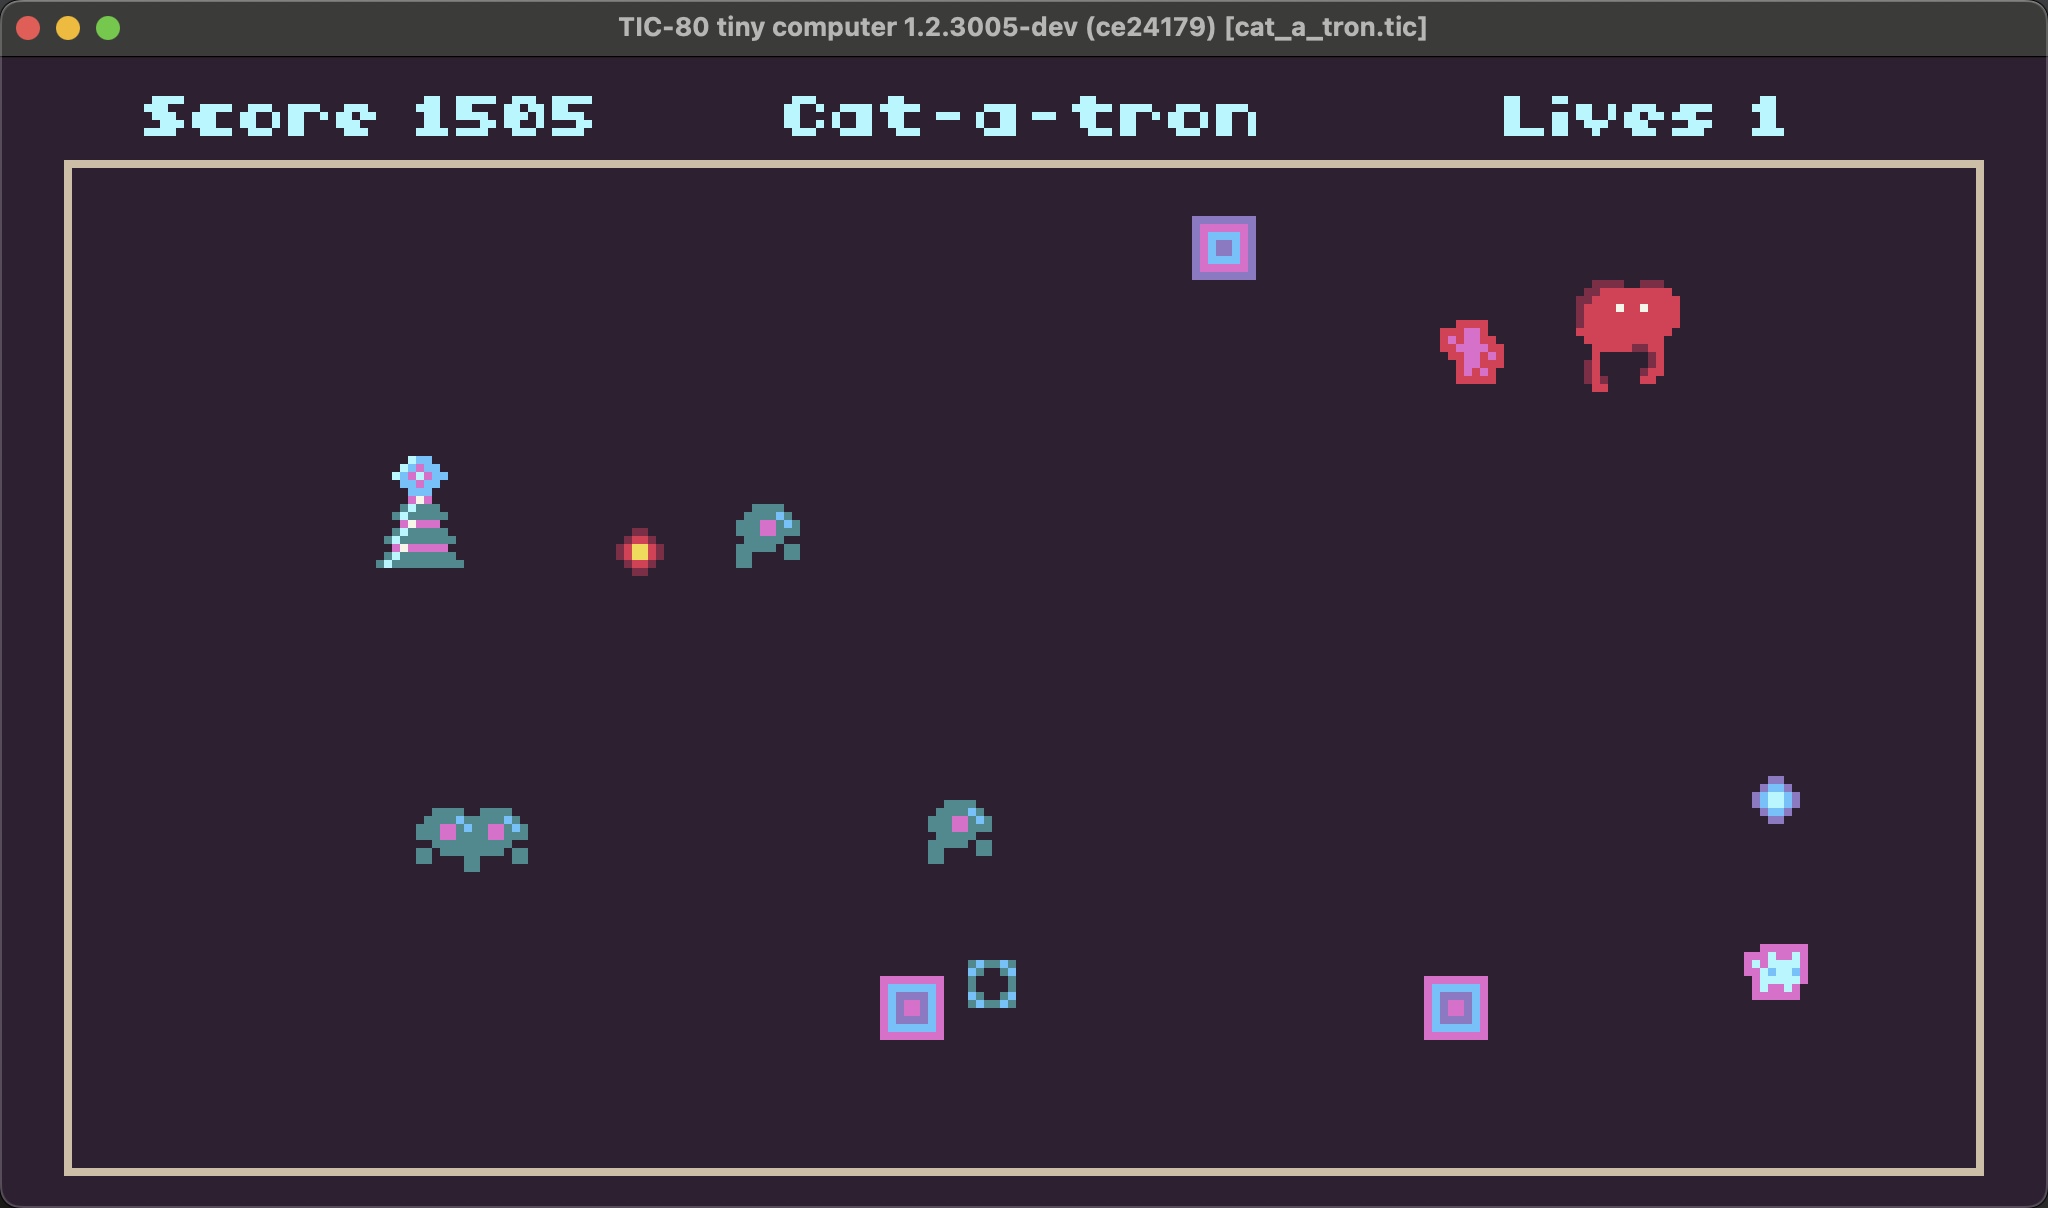 TIC-80 tiny computer 1.2.3005-dev (ce24179) [cat_a_tron.tic]
Score 1505 Cat-a-tron Lives 1